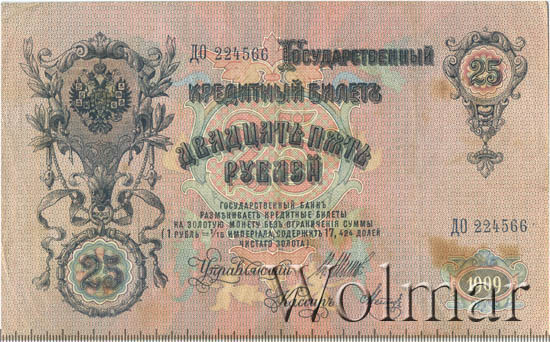 ДО 224566
Государственный
25
Кредитный Билетъ
Двадцать пять
рублей
ГОСУДАРСТВЕННЫЙ БАНКЪ
РАЗМѢНИВАЕТЪ КРЕДИТНЫЕ БИЛЕТЫ
НА ЗОЛОТУЮ МОНЕТУ БЕЗЪ ОГРАНИЧЕНІЯ СУММЫ
(1 РУБЛЬ = 1/15 ИМПЕРІАЛА, СОДЕРЖИТЪ 17,424 ДОЛЕЙ
ЧИСТАГО ЗОЛОТА)
ДО 224566
25
Управляющій
Кассиръ
1909
Wolmar